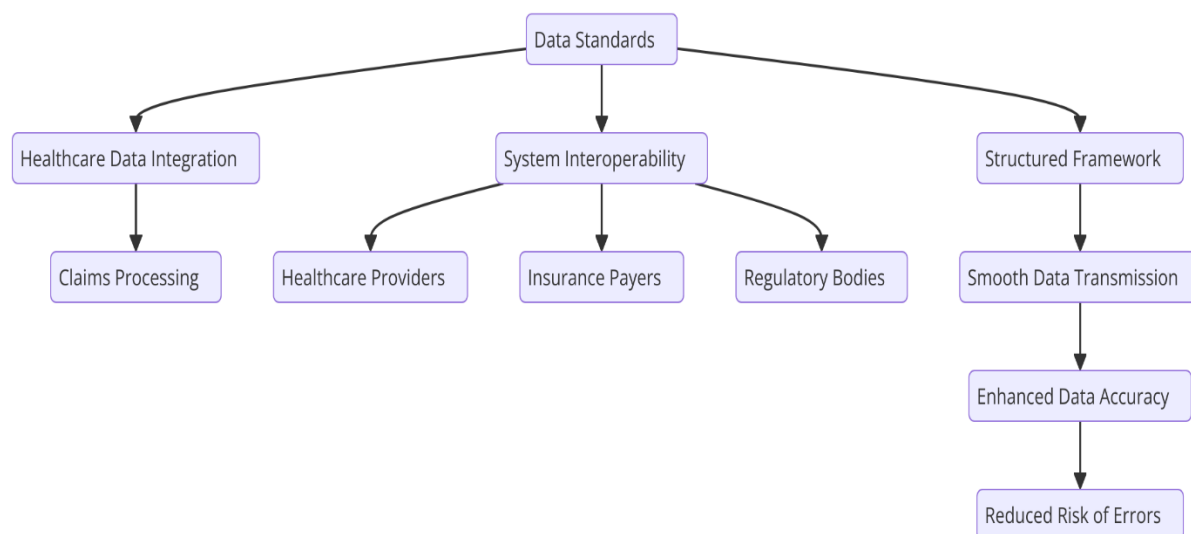 Data Standards
Healthcare Data Integration
System Interoperability
Structured Framework
Claims Processing
Healthcare Providers
Insurance Payers
Regulatory Bodies
Smooth Data Transmission
Enhanced Data Accuracy
Reduced Risk of Errors